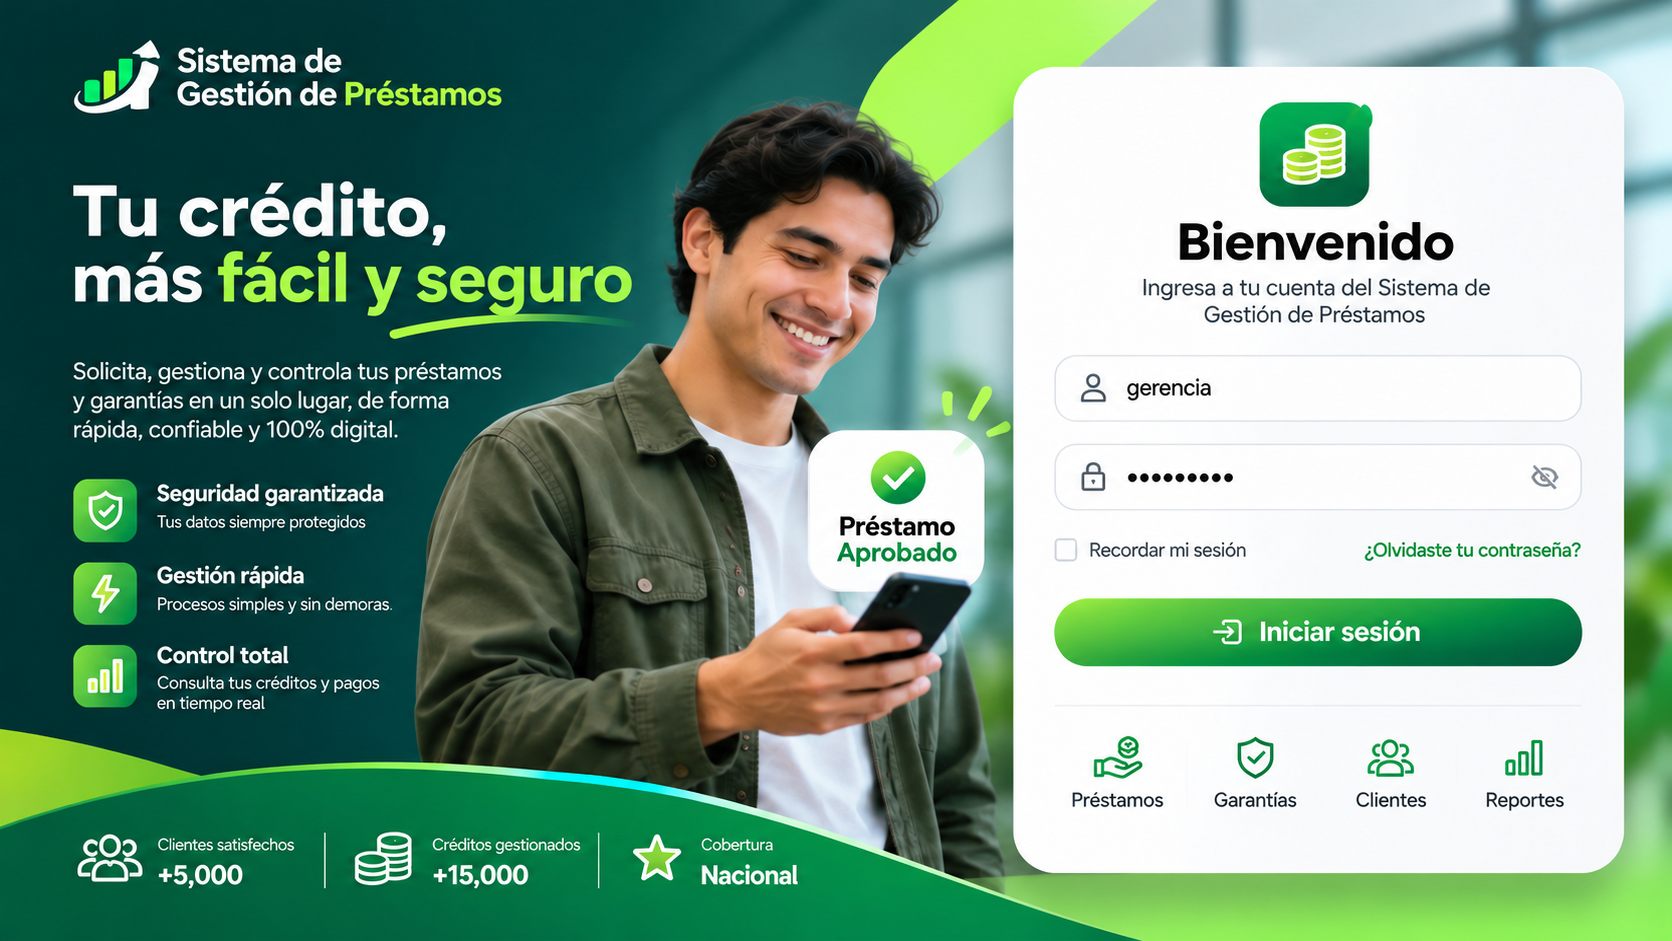 Sistema de
Gestión de Préstamos
Tu crédito,
más fácil y seguro
Solicita, gestiona y controla tus préstamos
y garantías en un solo lugar, de forma
rápida, confiable y 100% digital.
Seguridad garantizada
Tus datos siempre protegidos
Gestión rápida
Procesos simples y sin demoras.
Control total
Consulta tus créditos y pagos
en tiempo real
Clientes satisfechos
+5,000
Créditos gestionados
+15,000
Cobertura
Nacional
Préstamo
Aprobado
Bienvenido
Ingresa a tu cuenta del Sistema de
Gestión de Préstamos
gerencia
•••••••••
Recordar mi sesión
¿Olvidaste tu contraseña?
Iniciar sesión
Préstamos
Garantías
Clientes
Reportes